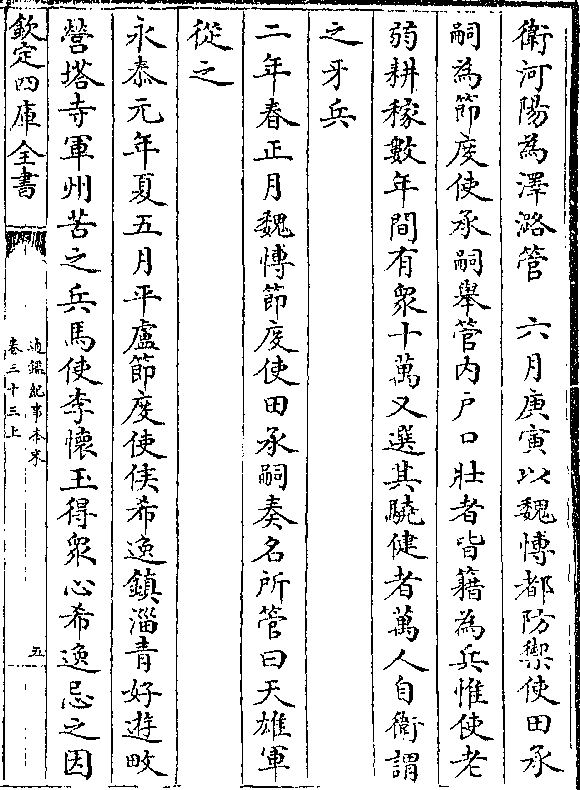 衛河陽為澤潞管　六月庚寅以魏愽都防禦使田承
嗣為節度使承嗣舉管内户口壯者皆籍為兵惟使老
弱耕稼數年間有衆十萬又選其驍健者萬人自衛謂
之牙兵
二年春正月魏愽節度使田承嗣奏名所管曰天雄軍
從之
永泰元年夏五月平盧節度使侯希逸鎮淄青好遊畋
營塔寺軍州苦之兵馬使李懷玉得衆心希逸忌之因
欽定四庫全書
通鑑紀事本末
卷三十三上
五